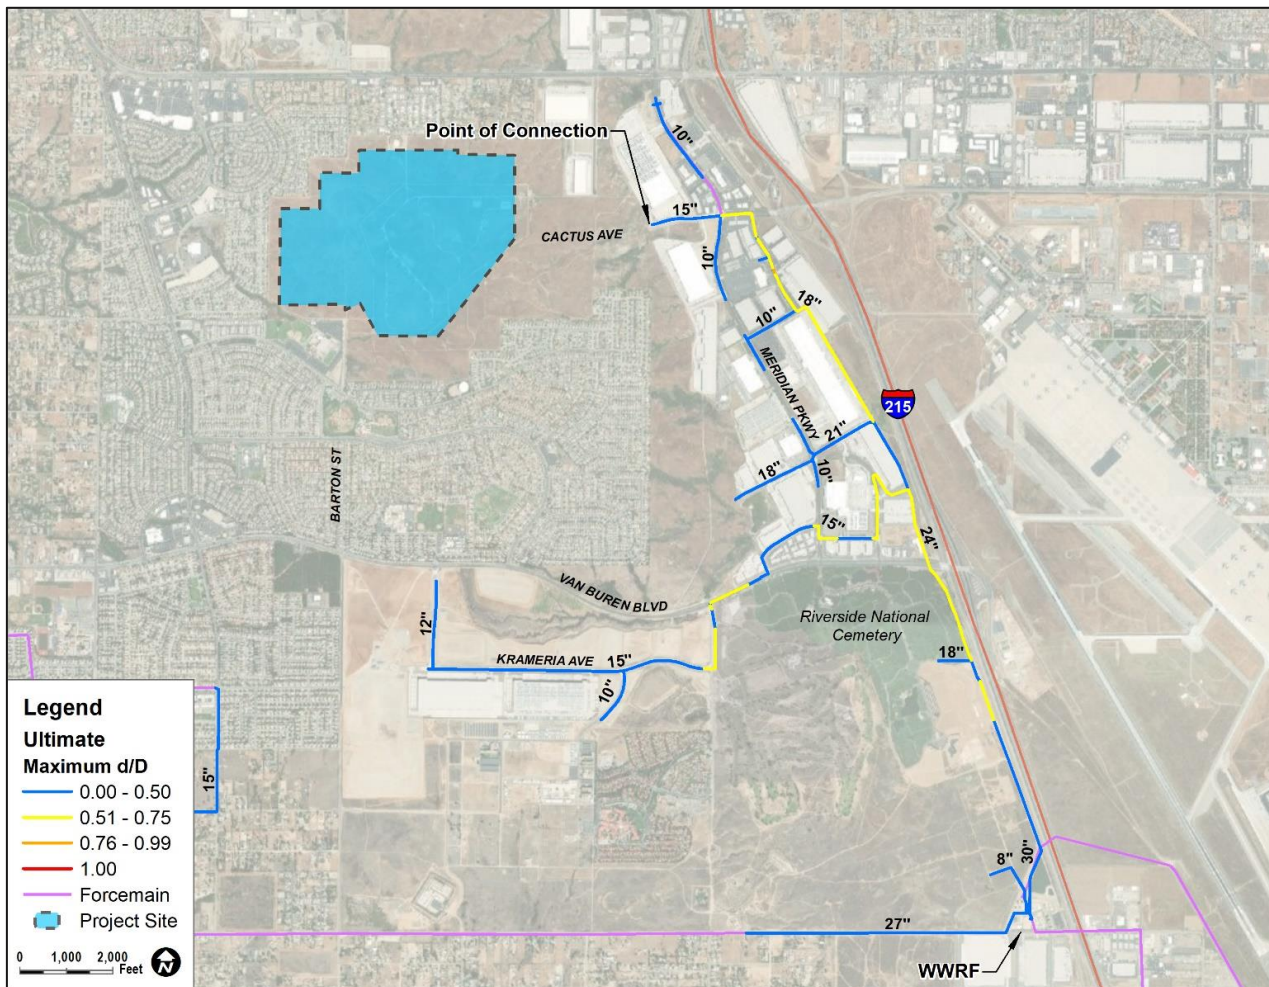 Point of Connection
10"
15"
CACTUS AVE
10"
18"
10"
MERIDIAN PKWY
215
21"
18"
10"
BARTON ST
15"
24"
VAN BUREN BLVD
Riverside National
Cemetery
12"
KRAMERIA AVE
15"
18"
10"
15"
8"
30"
27"
WWRF
Legend
Ultimate
Maximum d/D
0.00 - 0.50
0.51 - 0.75
0.76 - 0.99
1.00
Forcemain
Project Site
0 1,000 2,000
Feet
N